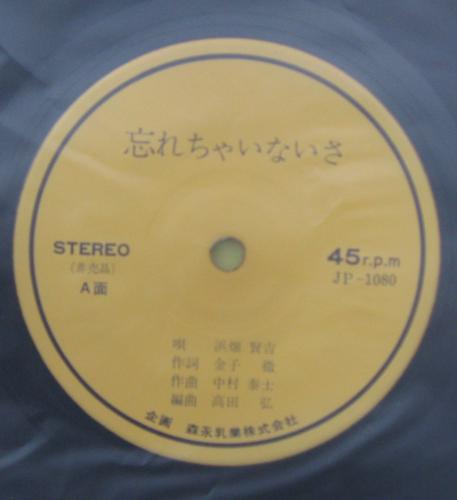 忘れちゃいないさ
STEREO
(非売品)
A面
45r.p.m
JP-1080
唄 浜畑 賢吉
作詞 金子 徹
作曲 中村 泰士
編曲 高田 弘
企画 森永乳業株式会社